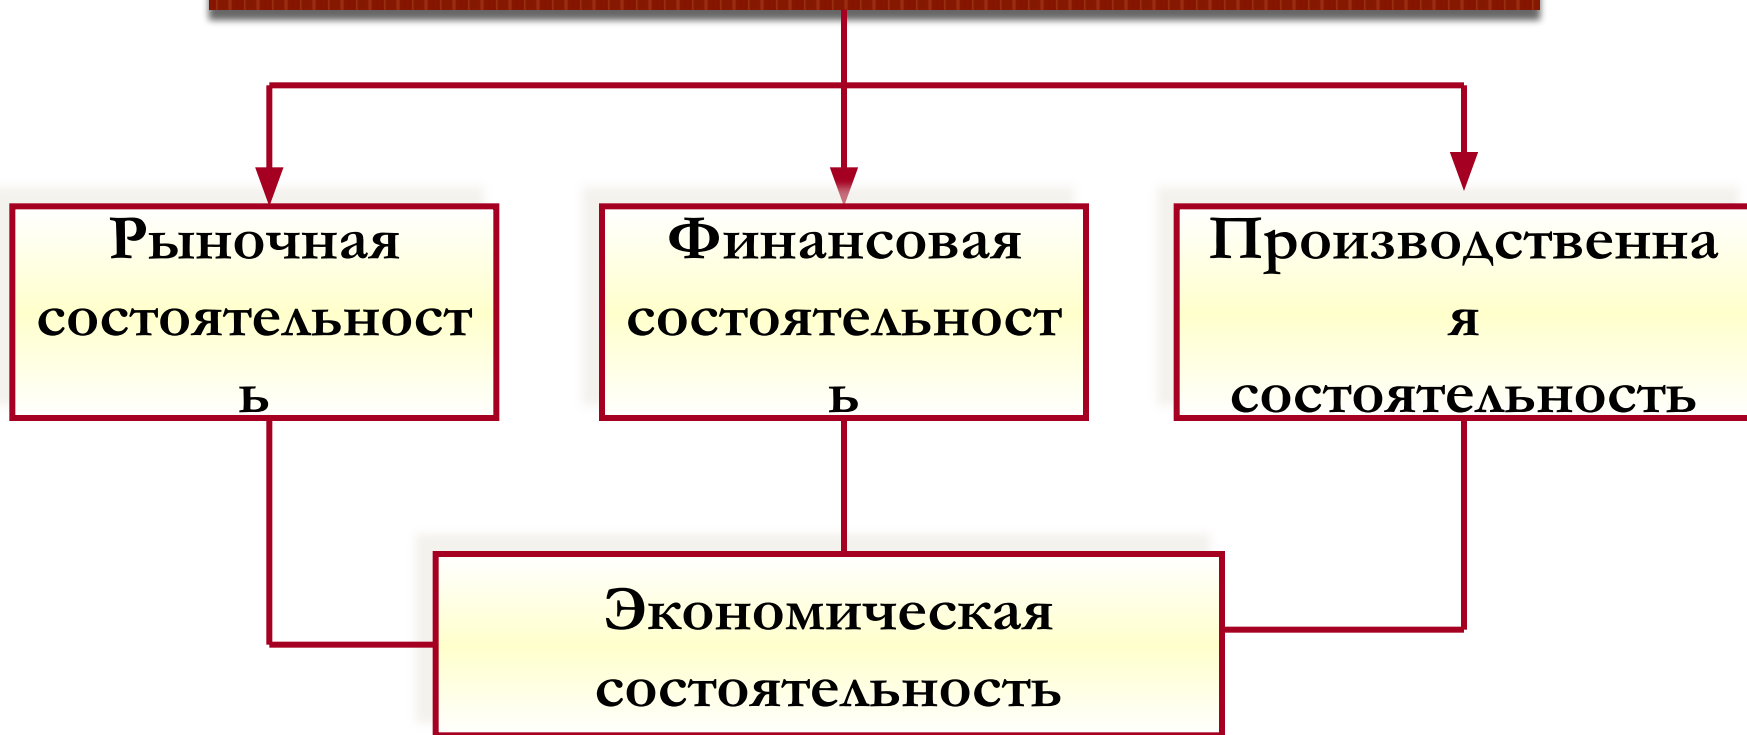 Рыночная
состоятельност
ь
Финансовая
состоятельност
ь
Производственна
я
состоятельность
Экономическая
состоятельность